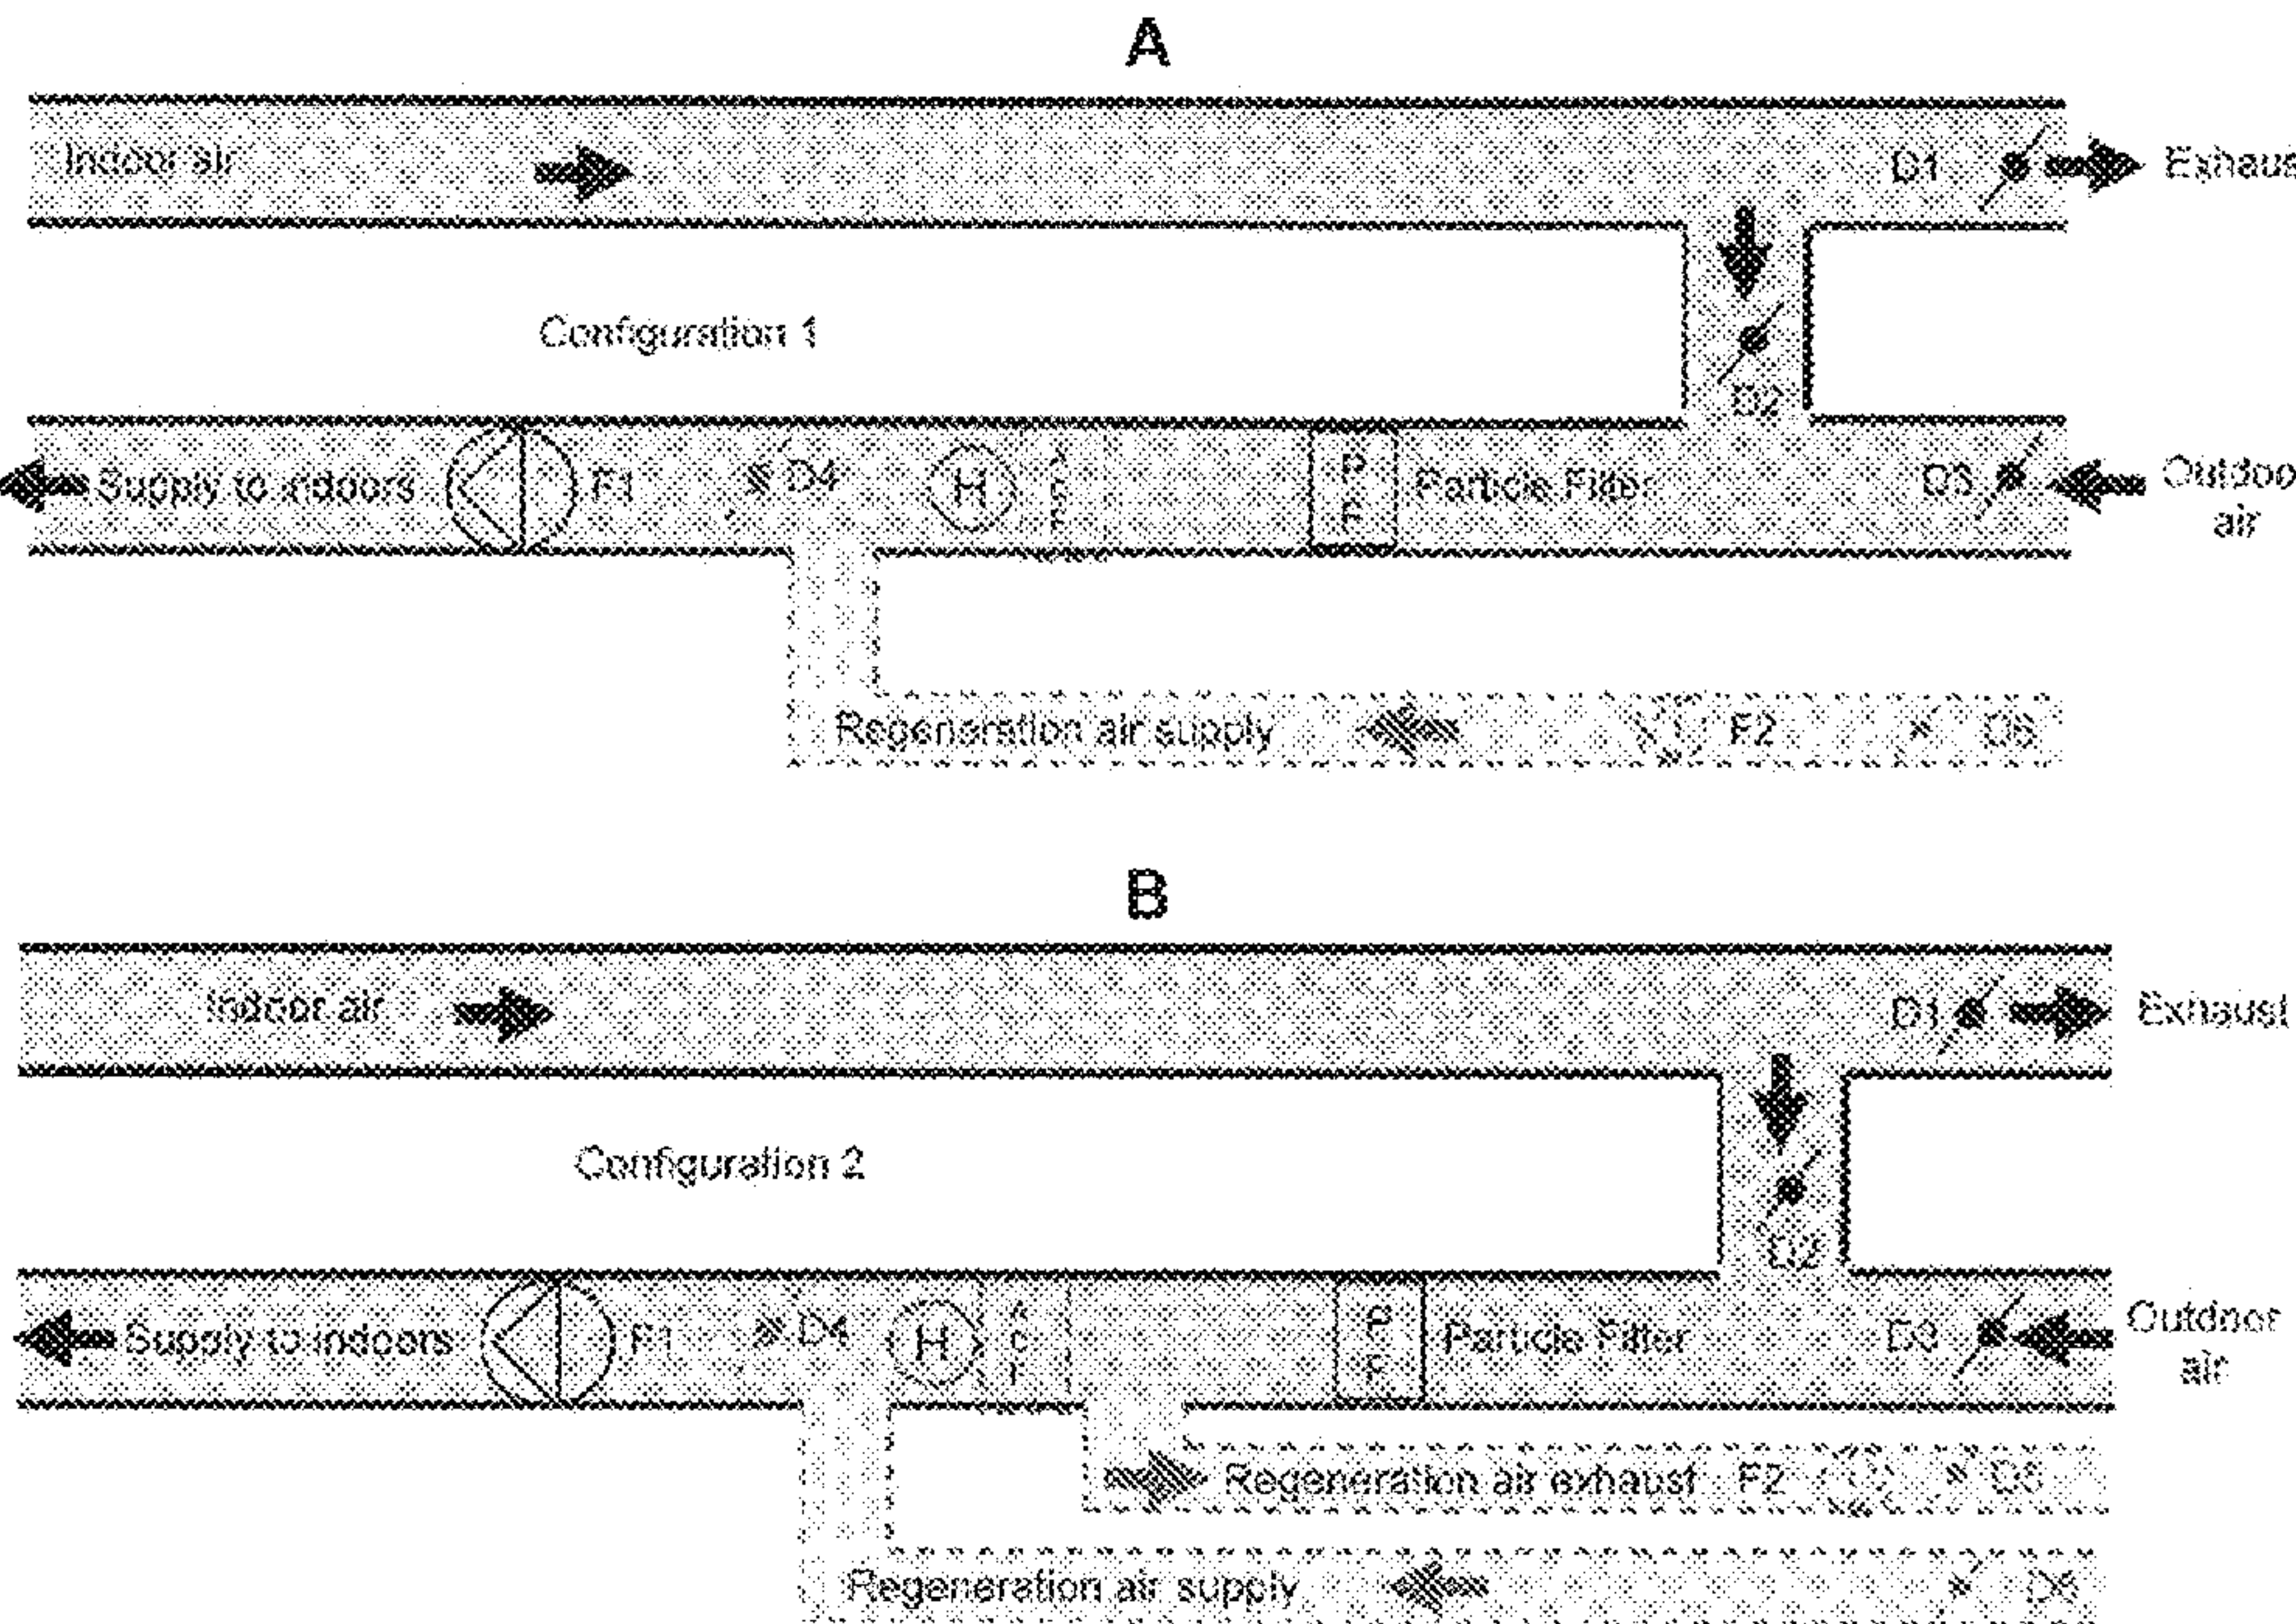 A
Indoor air
D1
Exhaus
Configuration 1
D2
Supply to indoors
F1
D4
H
A
C
F
P
F
Particle Filter
D3
Outdoo
air
Regeneration air supply
F2
B
Indoor air
D1
Exhaust
Configuration 2
D2
Supply to indoors
F1
D4
H
A
C
F
P
F
Particle Filter
D3
Outdoor
air
Regeneration air exhaust
F2
Regeneration air supply